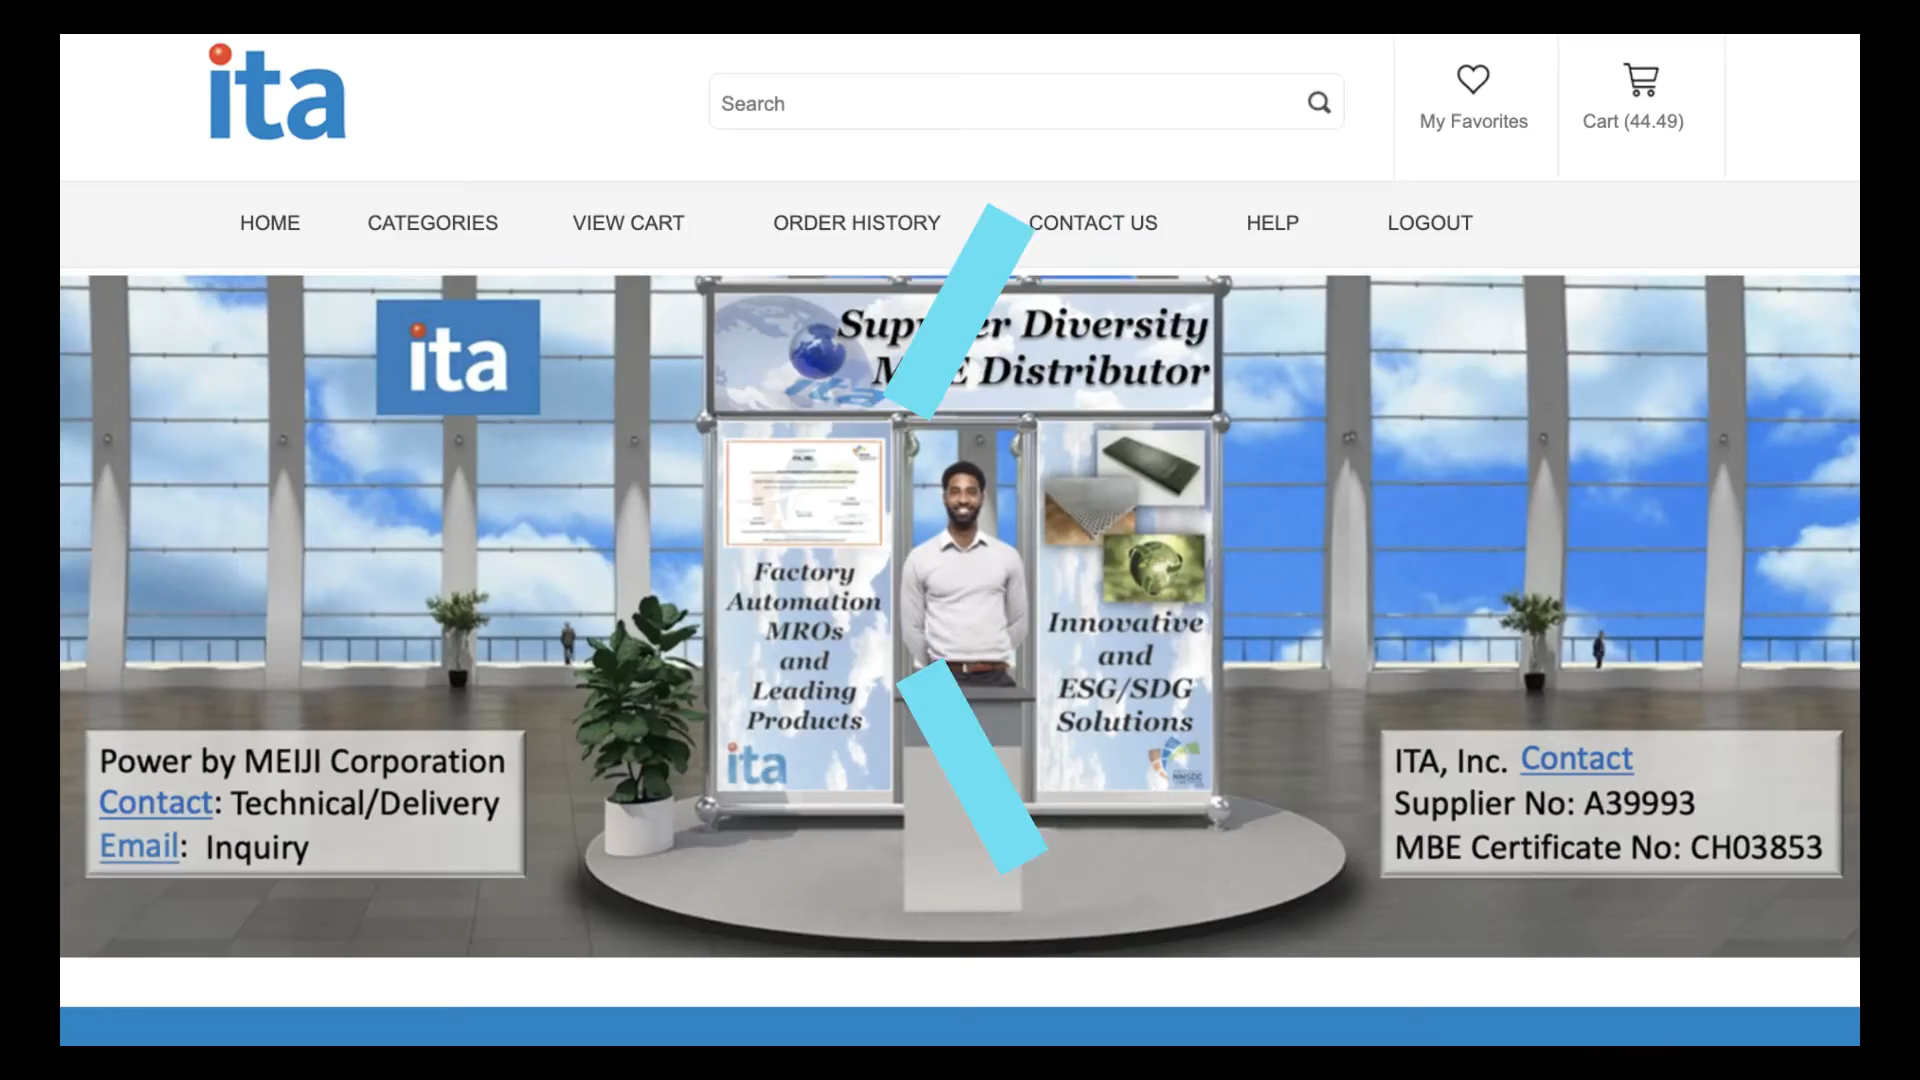 ita
Search
My Favorites
Cart (44.49)
HOME
CATEGORIES
VIEW CART
ORDER HISTORY
CONTACT US
HELP
LOGOUT
ita
Diversity
Distributor
Factory
Automation
MROs
and
Leading
Products
ita
Innovative
and
ESG/SDG
Solutions
Power by MEIJI Corporation
Contact: Technical/Delivery
Email: Inquiry
ITA, Inc. Contact
Supplier No: A39993
MBE Certificate No: CH03853